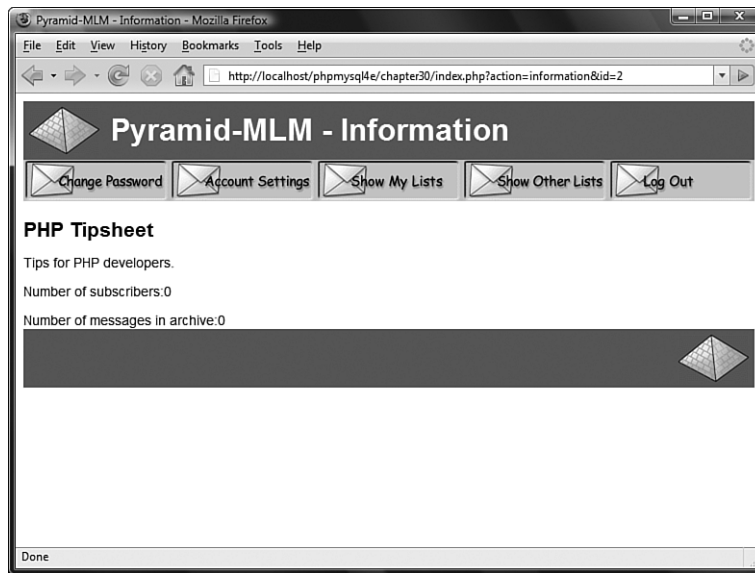 Pyramid-MLM - Information - Mozilla Firefox
File Edit View History Bookmarks Tools Help
http://localhost/phpmysql4e/chapter30/index.php?action=information&id=2
Pyramid-MLM - Information
Change Password Account Settings Show My Lists Show Other Lists Log Out
PHP Tipsheet
Tips for PHP developers.
Number of subscribers:0
Number of messages in archive:0
Done